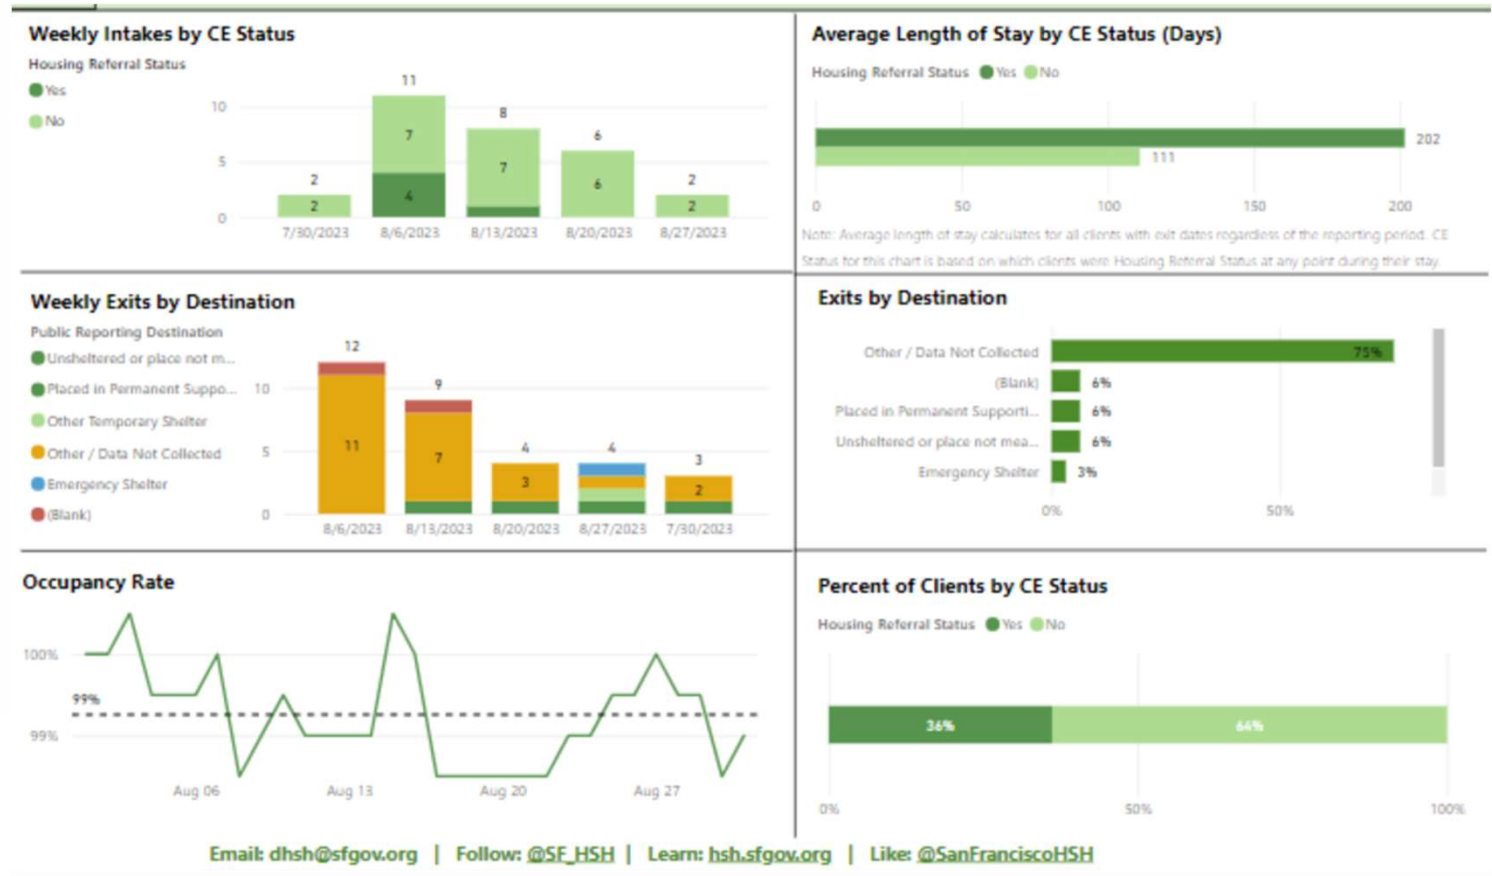 Weekly Intakes by CE Status
Housing Referral Status
Yes
No
11
8
6
2
2
10
7
7
6
2
2
5
4
0
7/30/2023 8/6/2023 8/13/2023 8/20/2023 8/27/2023
Average Length of Stay by CE Status (Days)
Housing Referral Status Yes No
202
111
0 50 100 150 200
Note: Average length of stay calculates for all clients with exit dates regardless of the reporting period. CE
Status for this chart is based on which clients were Housing Referral Status at any point during their stay.
Weekly Exits by Destination
Public Reporting Destination
Unsheltered or place not m...
Placed in Permanent Suppo...
Other Temporary Shelter
Other / Data Not Collected
Emergency Shelter
(Blank)
12
9
4
4
3
10
11
7
3
2
5
0
8/6/2023 8/13/2023 8/20/2023 8/27/2023 7/30/2023
Exits by Destination
Other / Data Not Collected 75%
(Blank) 6%
Placed in Permanent Supporti... 6%
Unsheltered or place not mea... 6%
Emergency Shelter 3%
0% 50%
Occupancy Rate
100%
99%
99%
Aug 06 Aug 13 Aug 20 Aug 27
Percent of Clients by CE Status
Housing Referral Status Yes No
36% 64%
0% 50% 100%
Email: dhsh@sfgov.org | Follow: @SF_HSH | Learn: hsh.sfgov.org | Like: @SanFranciscoHSH